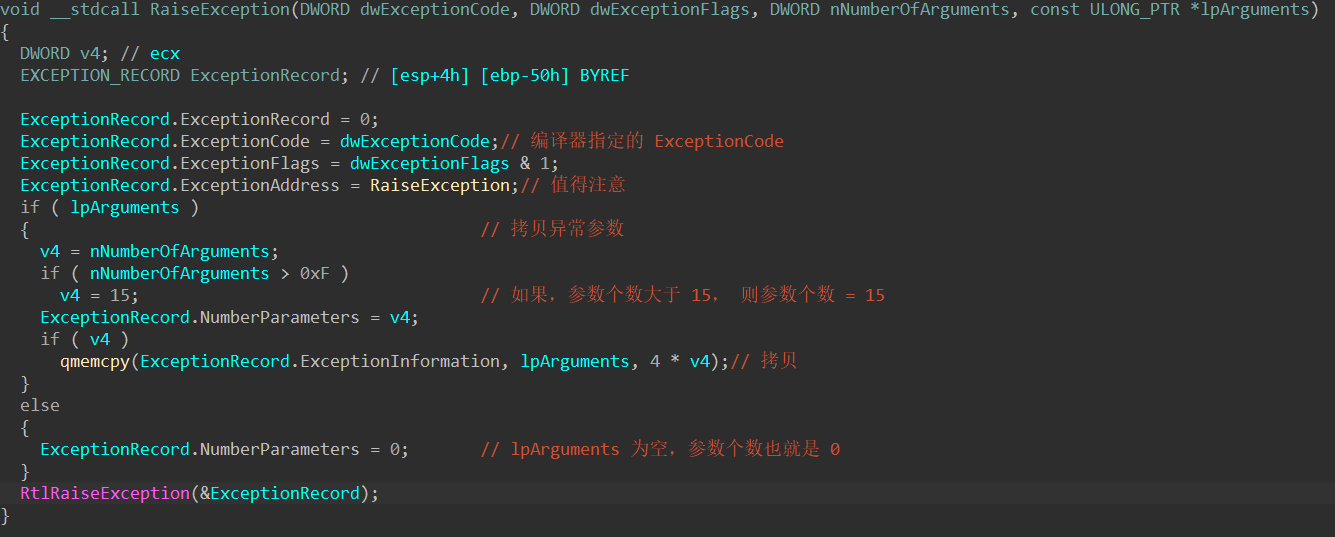 void __stdcall RaiseException(DWORD dwExceptionCode, DWORD dwExceptionFlags, DWORD nNumberOfArguments, const ULONG_PTR *lpArguments)
{
  DWORD v4; // ecx
  EXCEPTION_RECORD ExceptionRecord; // [esp+4h] [ebp-50h] BYREF

  ExceptionRecord.ExceptionRecord = 0;
  ExceptionRecord.ExceptionCode = dwExceptionCode;// 编译器指定的 ExceptionCode
  ExceptionRecord.ExceptionFlags = dwExceptionFlags & 1;
  ExceptionRecord.ExceptionAddress = RaiseException;// 值得注意
  if ( lpArguments )
  {                                             // 拷贝异常参数
    v4 = nNumberOfArguments;
    if ( nNumberOfArguments > 0xF )
      v4 = 15;                                  // 如果，参数个数大于 15， 则参数个数 = 15
    ExceptionRecord.NumberParameters = v4;
    if ( v4 )
      qmemcpy(ExceptionRecord.ExceptionInformation, lpArguments, 4 * v4);// 拷贝
  }
  else
  {
    ExceptionRecord.NumberParameters = 0;       // lpArguments 为空，参数个数也就是 0
  }
  RtlRaiseException(&ExceptionRecord);
}